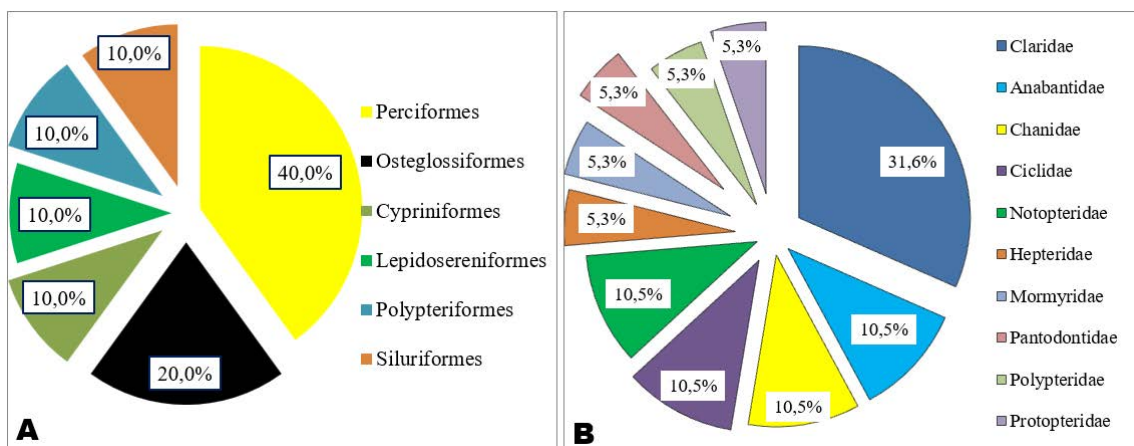 10,0%
10,0%
10,0%
10,0%
20,0%
40,0%
Perciformes
Osteglossiformes
Cypriniformes
Lepidosereniformes
Polypteriformes
Siluriformes
A
5,3%
5,3%
5,3%
5,3%
5,3%
10,5%
10,5%
10,5%
10,5%
31,6%
Claridae
Anabantidae
Chanidae
Ciclidae
Notopteridae
Hepteridae
Mormyridae
Pantodontidae
Polypteridae
Protopteridae
B